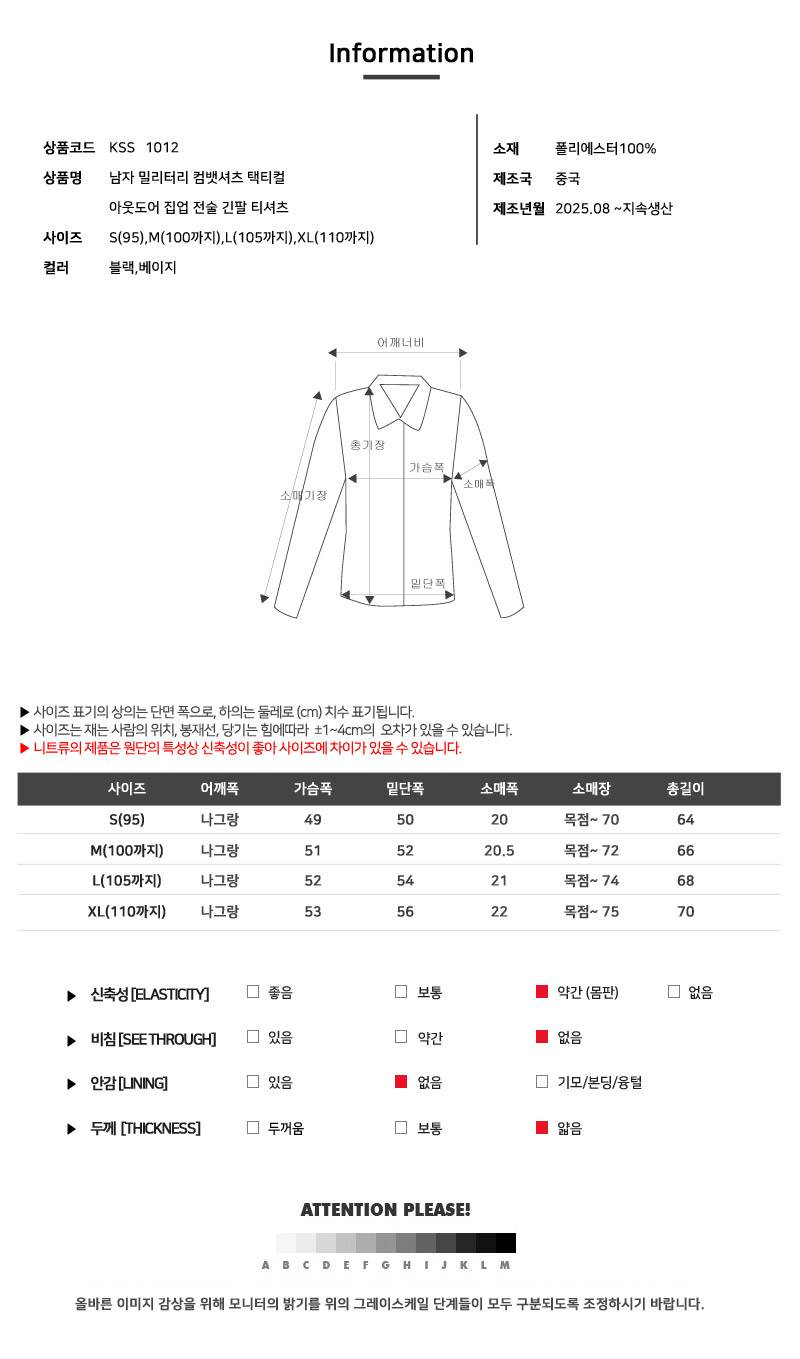 Information
상품코드 KSS 1012
상품명 남자 밀리터리 컴뱃셔츠 택티컬
아웃도어 집업 전술 긴팔 티셔츠
사이즈 S(95),M(100까지),L(105까지),XL(110까지)
컬러 블랙,베이지
소재 폴리에스터100%
제조국 중국
제조년월 2025.08 ~지속생산
어깨너비
총기장
가슴폭
소매폭
소매기장
밑단폭
▶ 사이즈 표기의 상의는 단면 폭으로, 하의는 둘레로 (cm) 치수 표기됩니다.
▶ 사이즈는 재는 사람의 위치, 봉재선, 당기는 힘에따라 ±1~4cm의 오차가 있을 수 있습니다.
▶ 니트류의 제품은 원단의 특성상 신축성이 좋아 사이즈에 차이가 있을 수 있습니다.
사이즈 어깨폭 가슴폭 밑단폭 소매폭 소매장 총길이
S(95) 나그랑 49 50 20 목점~ 70 64
M(100까지) 나그랑 51 52 20.5 목점~ 72 66
L(105까지) 나그랑 52 54 21 목점~ 74 68
XL(110까지) 나그랑 53 56 22 목점~ 75 70
▶ 신축성 [ELASTICITY] 좋음 보통 약간 (몸판) 없음
▶ 비침 [SEE THROUGH] 있음 약간 없음
▶ 안감 [LINING] 있음 없음 기모/본딩/융털
▶ 두께 [THICKNESS] 두꺼움 보통 얇음
ATTENTION PLEASE!
A B C D E F G H I J K L M
올바른 이미지 감상을 위해 모니터의 밝기를 위의 그레이스케일 단계들이 모두 구분되도록 조정하시기 바랍니다.